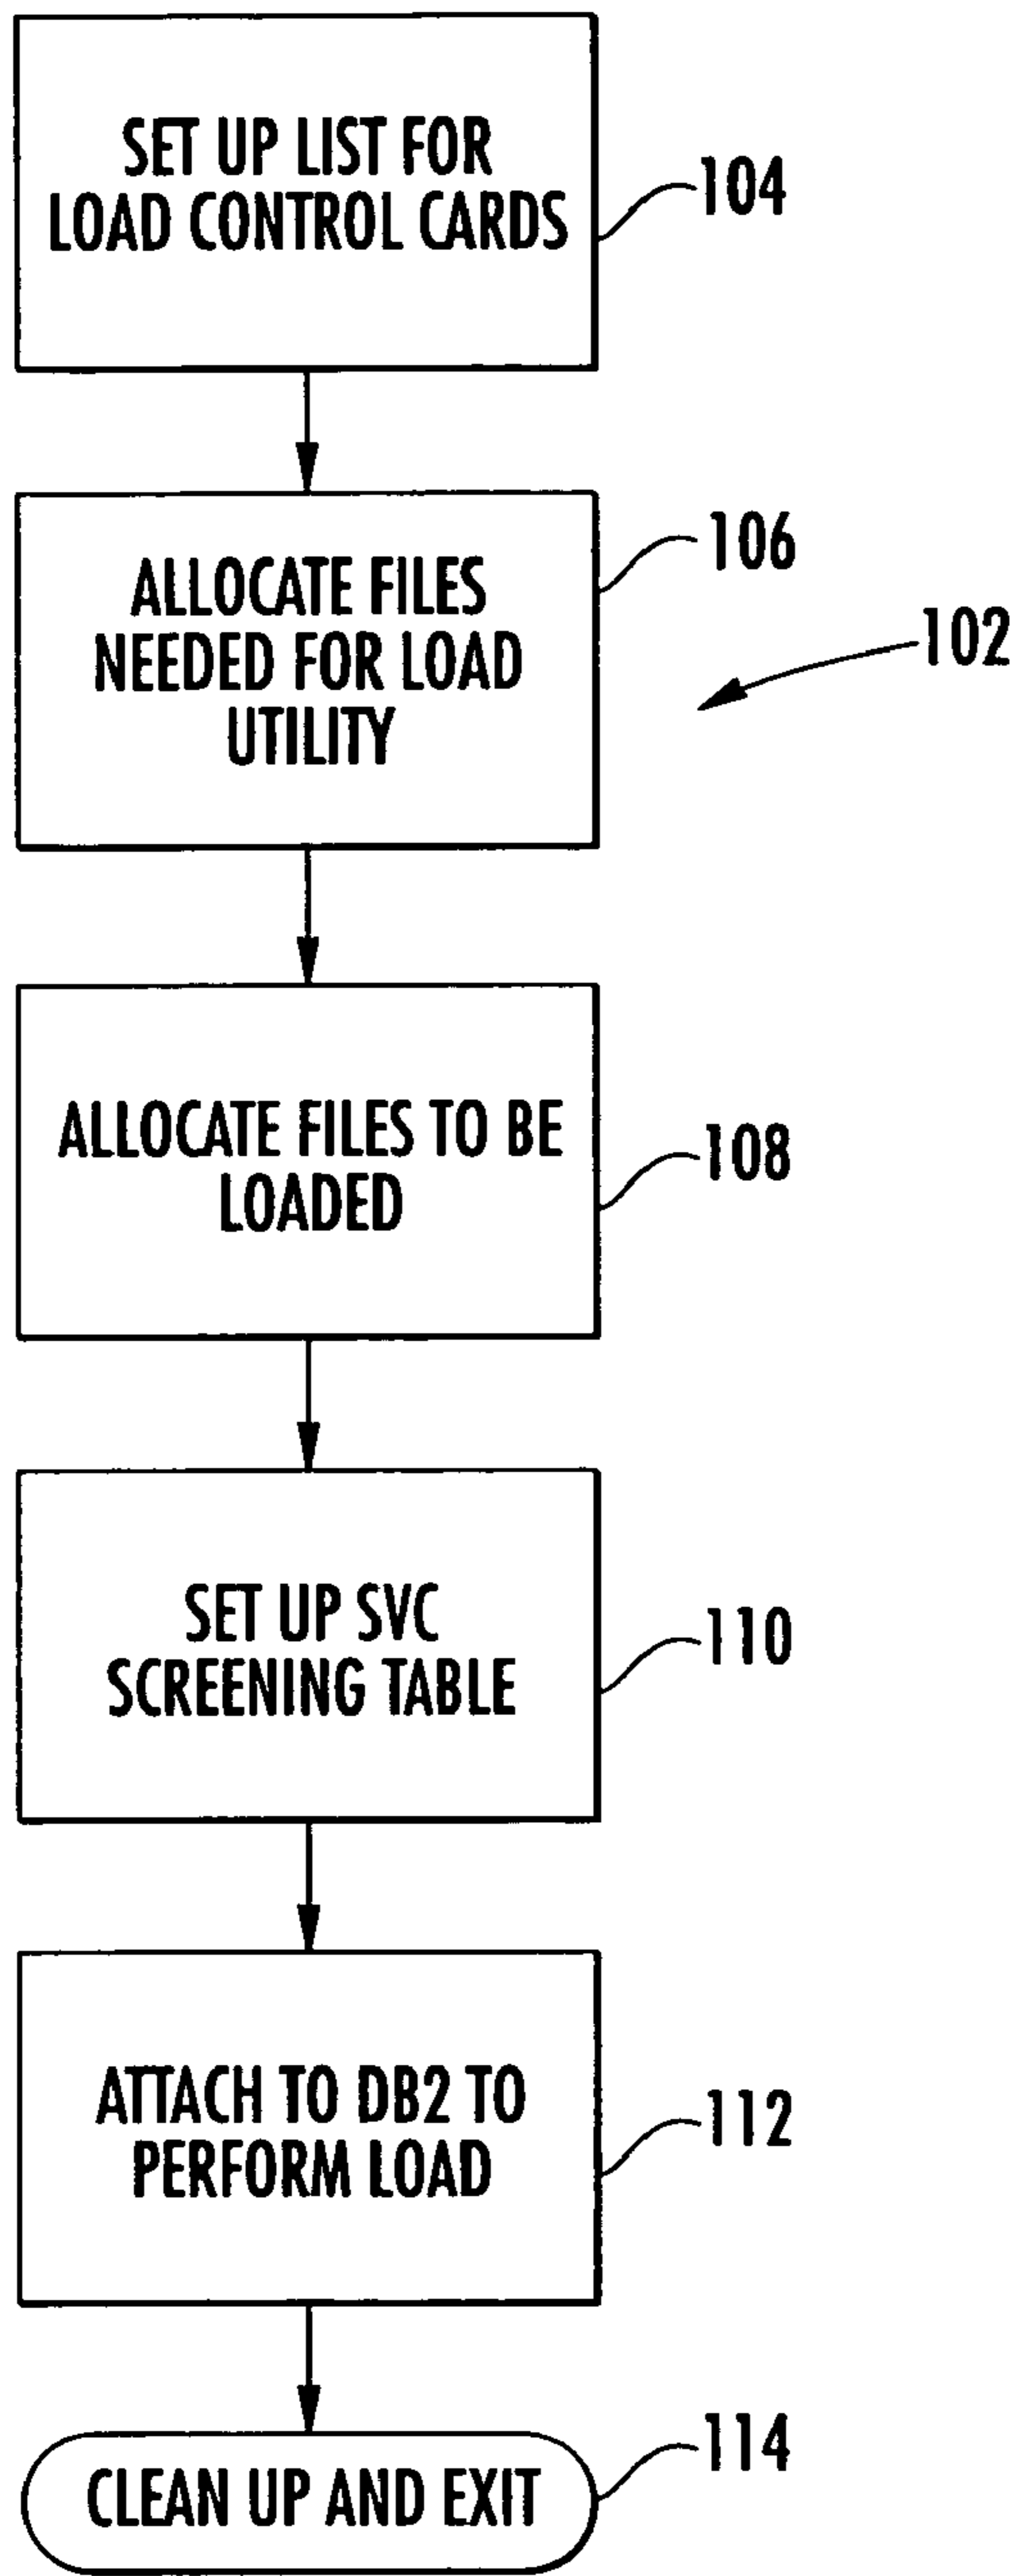 SET UP LIST FOR
LOAD CONTROL CARDS
104
ALLOCATE FILES
NEEDED FOR LOAD
UTILITY
106
102
ALLOCATE FILES TO BE
LOADED
108
SET UP SVC
SCREENING TABLE
110
ATTACH TO DB2 TO
PERFORM LOAD
112
CLEAN UP AND EXIT
114